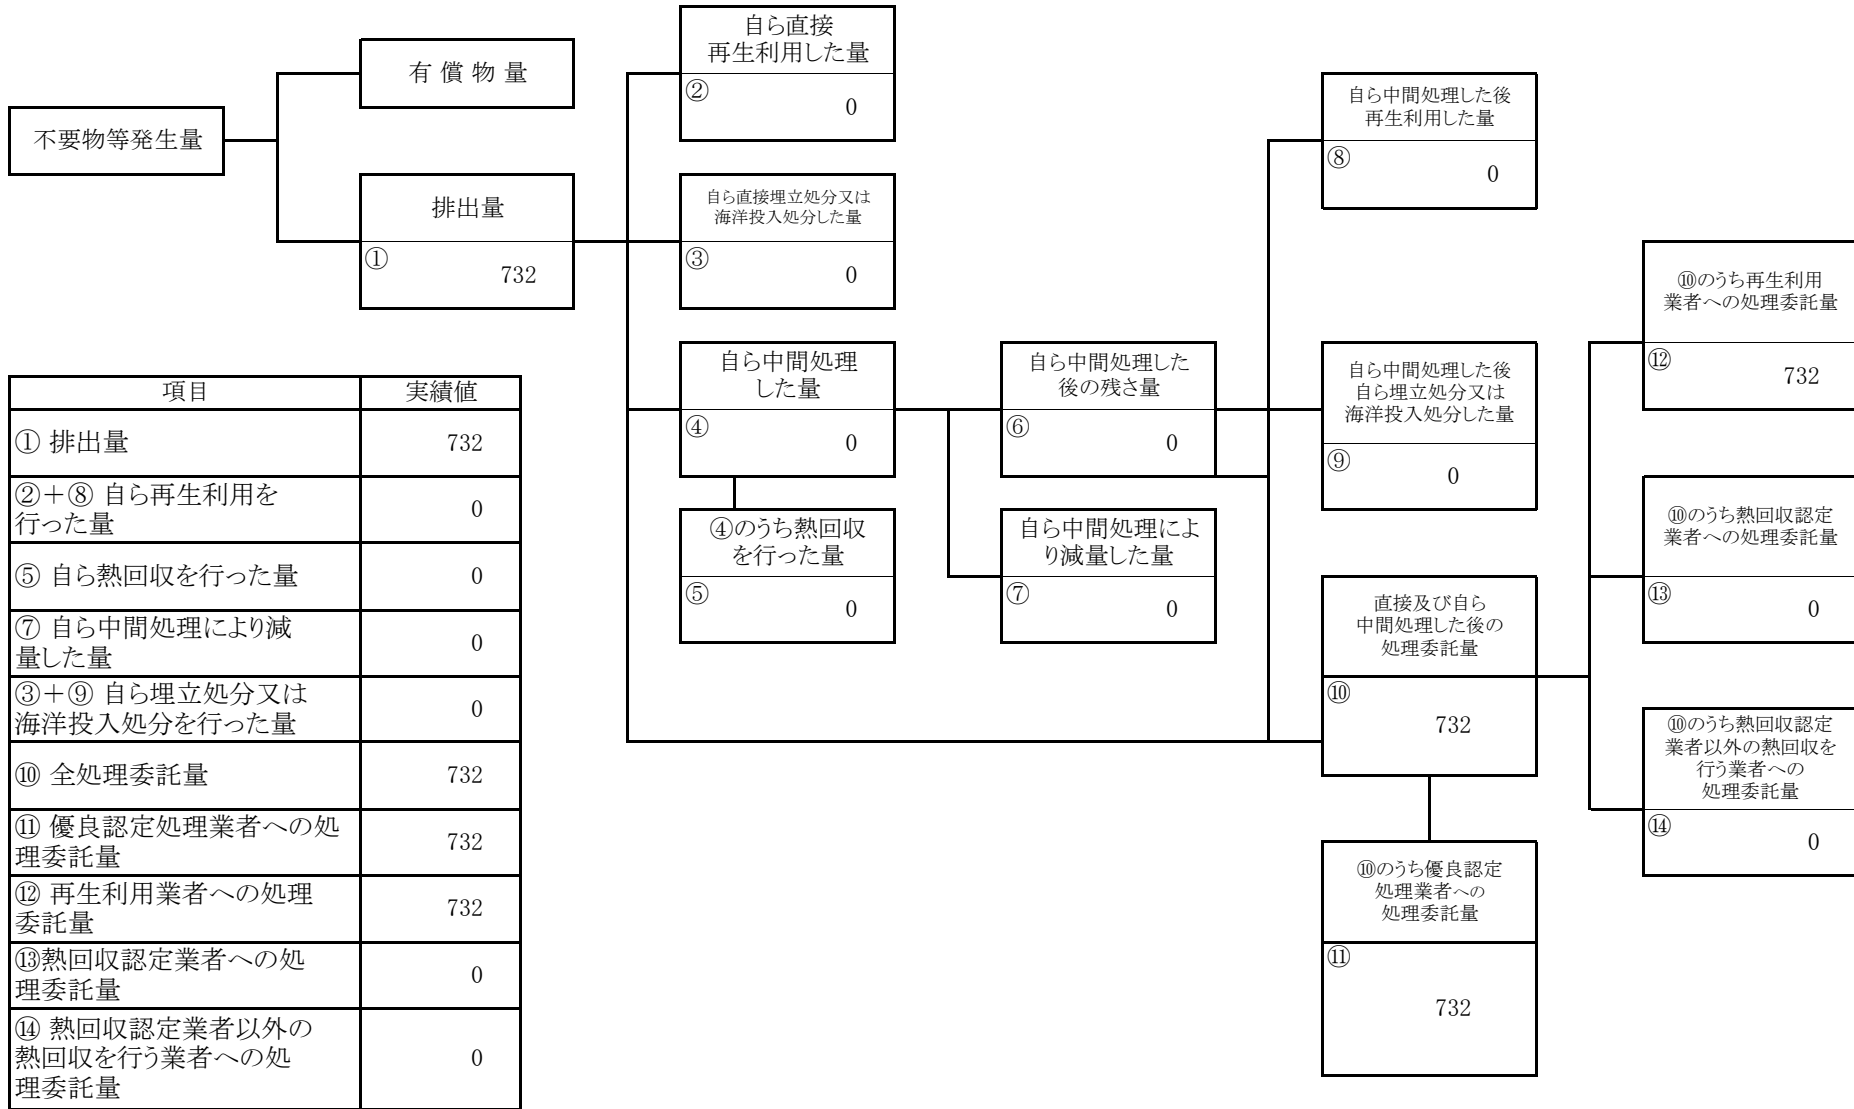 不要物等発生量
有 償 物 量
排出量
①
732
自ら直接
再生利用した量
②
0
自ら直接埋立処分又は
海洋投入処分した量
③
0
自ら中間処理
した量
④
0
④のうち熱回収
を行った量
⑤
0
自ら中間処理した
後の残さ量
⑥
0
自ら中間処理によ
り減量した量
⑦
0
自ら中間処理した後
再生利用した量
⑧
0
自ら中間処理した後
自ら埋立処分又は
海洋投入処分した量
⑨
0
直接及び自ら
中間処理した後の
処理委託量
⑩
732
⑩のうち優良認定
処理業者への
処理委託量
⑪
732
⑩のうち再生利用
業者への処理委託量
⑫
732
⑩のうち熱回収認定
業者への処理委託量
⑬
0
⑩のうち熱回収認定
業者以外の熱回収を
行う業者への
処理委託量
⑭
0
項目 実績値
① 排出量 732
②＋⑧ 自ら再生利用を
行った量 0
⑤ 自ら熱回収を行った量 0
⑦ 自ら中間処理により減
量した量 0
③＋⑨ 自ら埋立処分又は
海洋投入処分を行った量 0
⑩ 全処理委託量 732
⑪ 優良認定処理業者への処
理委託量 732
⑫ 再生利用業者への処理
委託量 732
⑬熱回収認定業者への処
理委託量 0
⑭ 熱回収認定業者以外の
熱回収を行う業者への処
理委託量 0